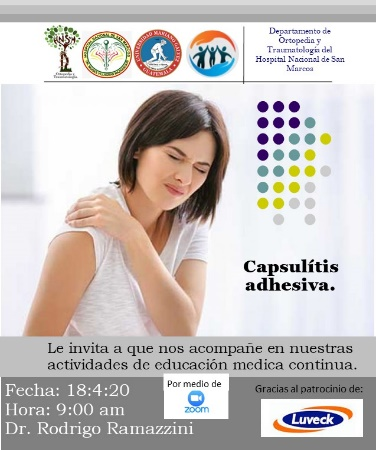 Departamento de
Ortopedia y
Traumatología del
Hospital Nacional de San
Marcos
Capsulítis
adhesiva.
Le invita a que nos acompañe en nuestras
actividades de educación medica continua.
Fecha: 18:4:20
Hora: 9:00 am
Dr. Rodrigo Ramazzini
Por medio de
zoom
Gracias al patrocinio de:
Luveck